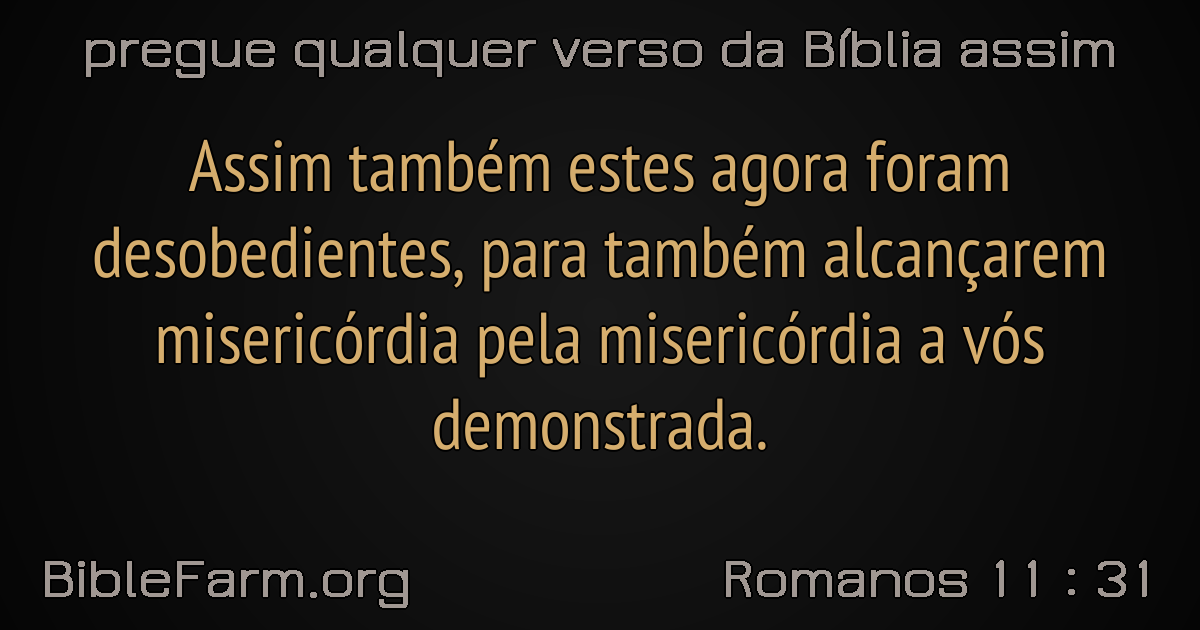 pregue qualquer verso da Bíblia assim
Assim também estes agora foram
desobedientes, para também alcançarem
misericórdia pela misericórdia a vós
demonstrada.
BibleFarm.org
Romanos 11 : 31